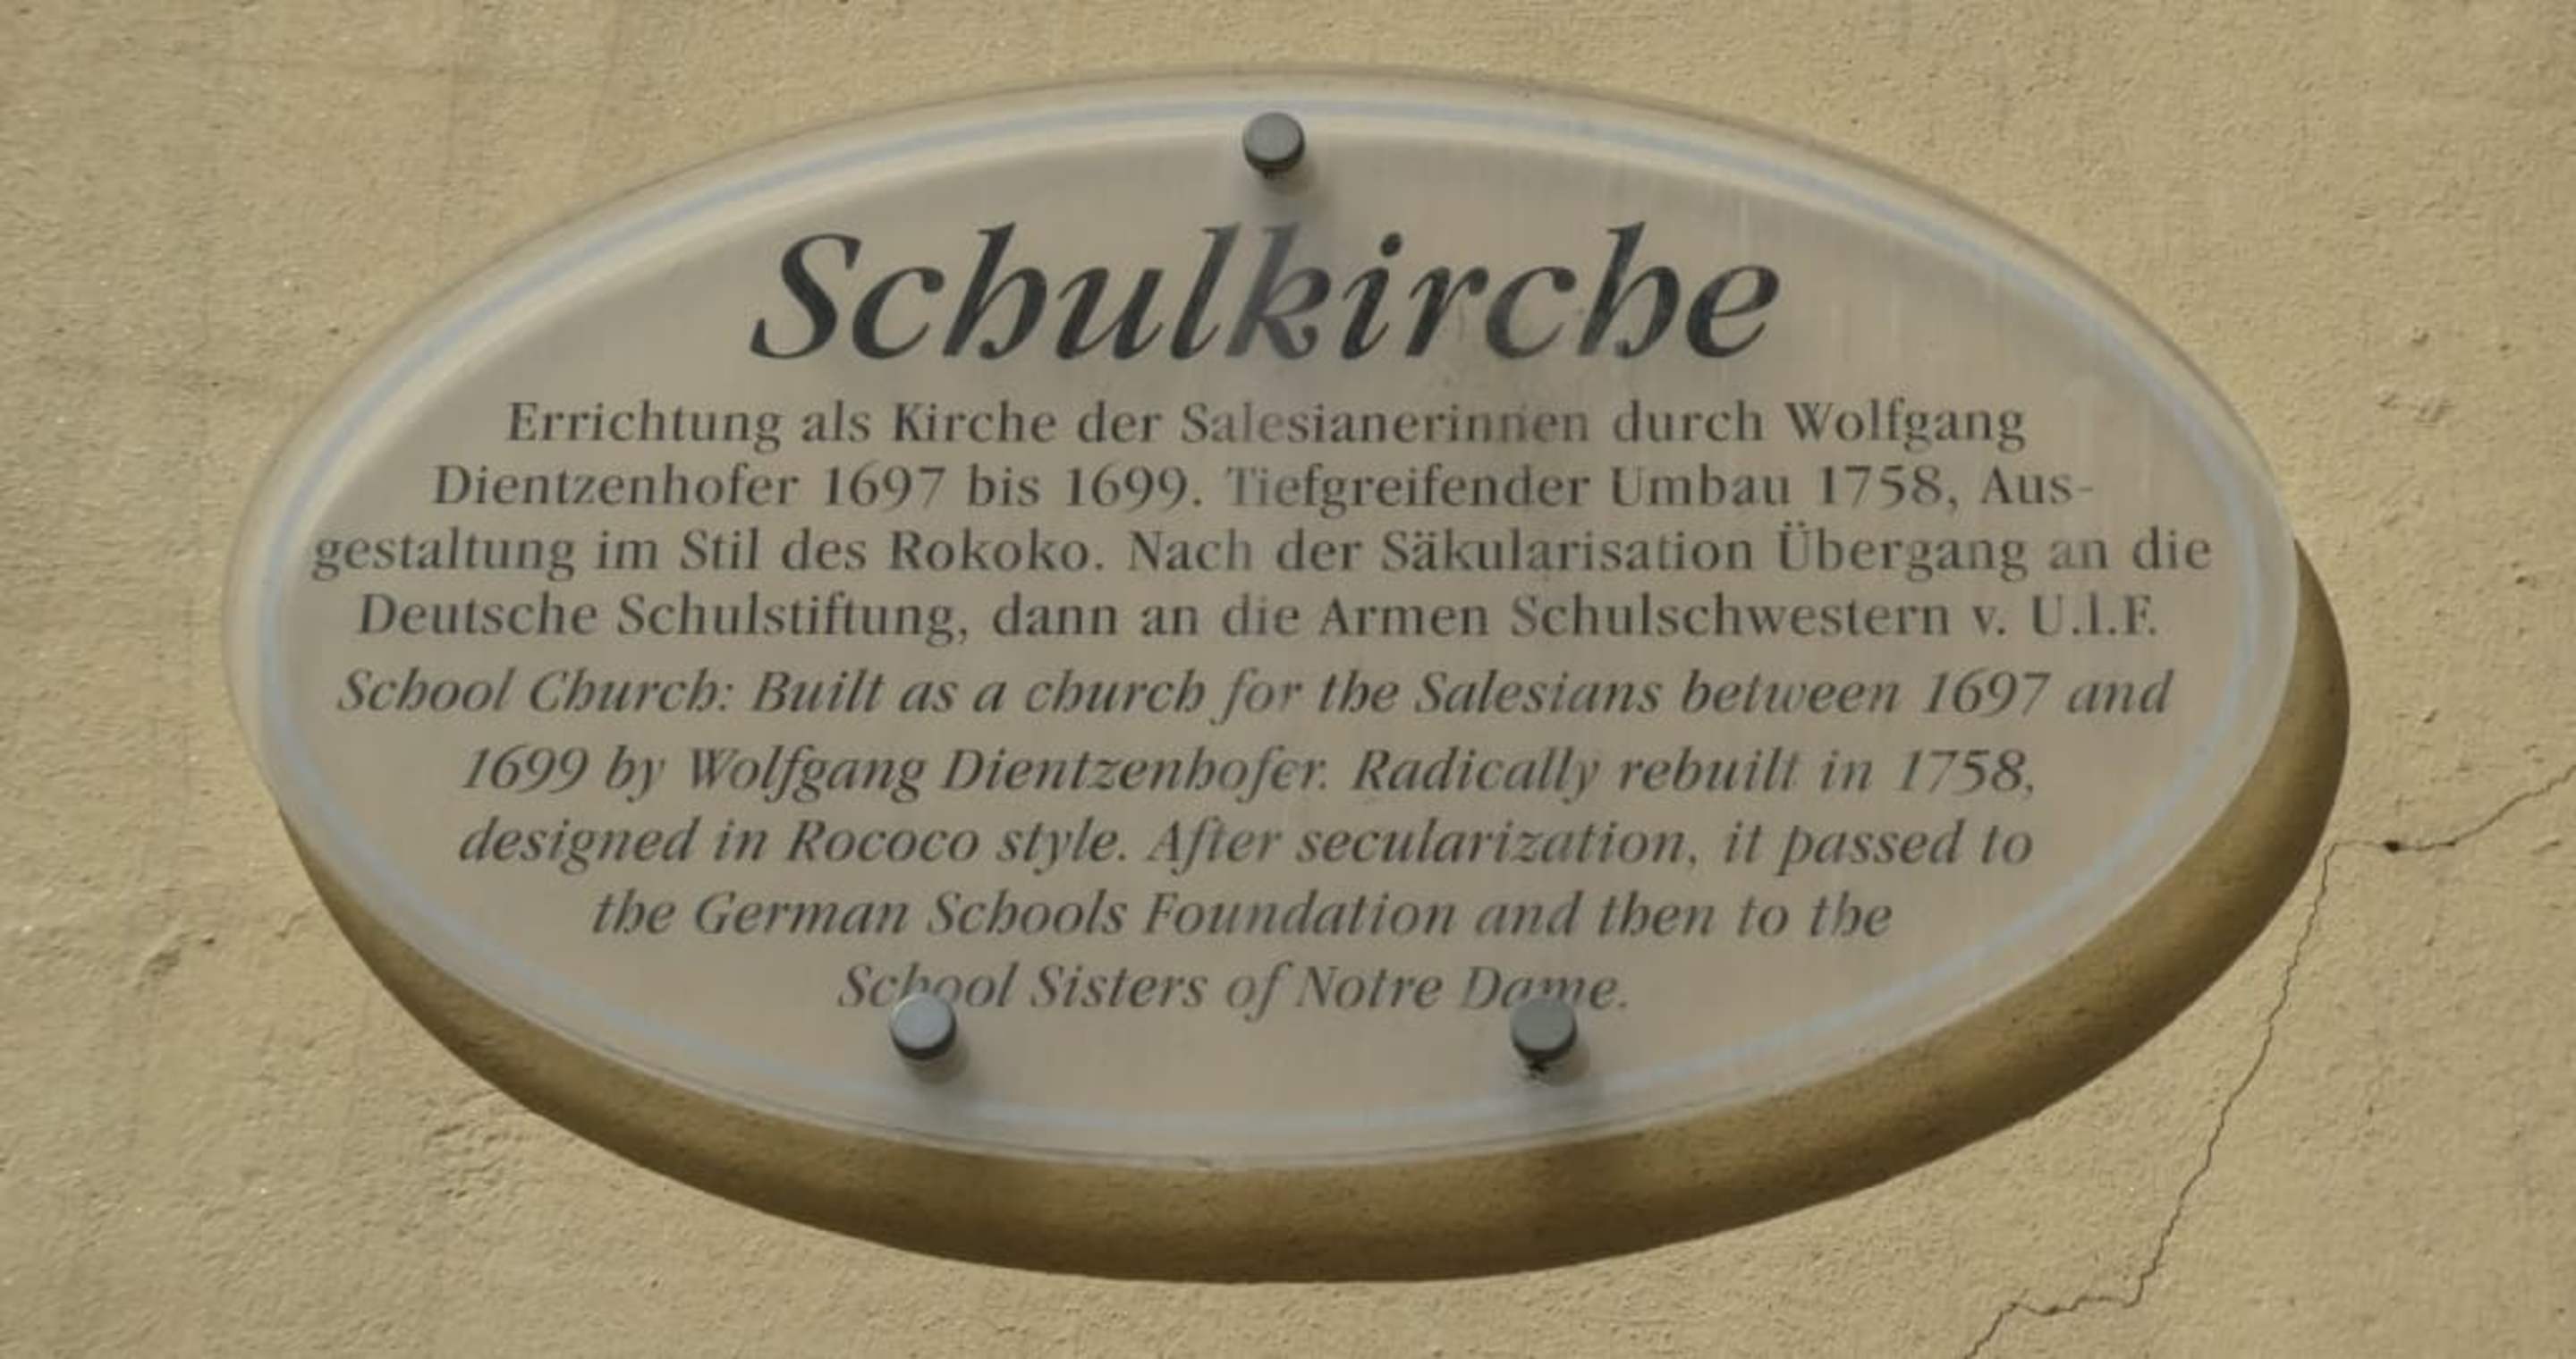 Schulkirche
Errichtung als Kirche der Salesianerinnen durch Wolfgang
Dientzenhofer 1697 bis 1699. Tiefgreifender Umbau 1758, Aus-
gestaltung im Stil des Rokoko. Nach der Säkularisation Übergang an die
Deutsche Schulstiftung, dann an die Armen Schulschwestern v. U.l.F.
School Church: Built as a church for the Salesians between 1697 and
1699 by Wolfgang Dientzenhofer. Radically rebuilt in 1758,
designed in Rococo style. After secularization, it passed to
the German Schools Foundation and then to the
School Sisters of Notre Dame.